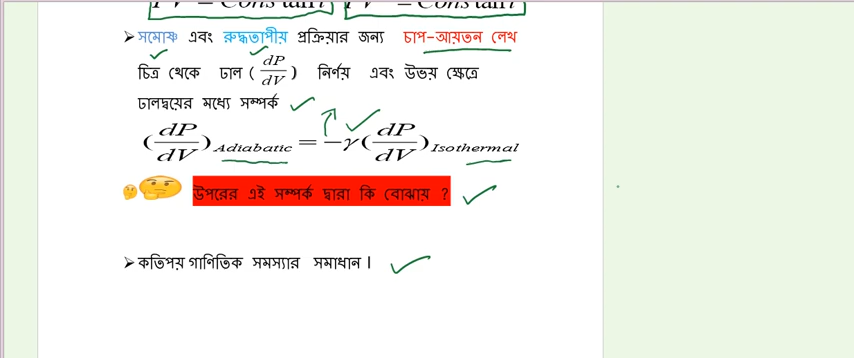 ➢ সমোষ্ণ এবং রুদ্ধতাপীয় প্রক্রিয়ার জন্য চাপ-আয়তন লেখ
চিত্র থেকে ঢাল (dP/dV) নির্ণয় এবং উভয় ক্ষেত্রে
ঢালদ্বয়ের মধ্যে সম্পর্ক
(dP/dV)Adiabatic = −γ(dP/dV)Isothermal
উপরের এই সম্পর্ক দ্বারা কি বোঝায় ?
➢ কতিপয় গাণিতিক সমস্যার সমাধান।